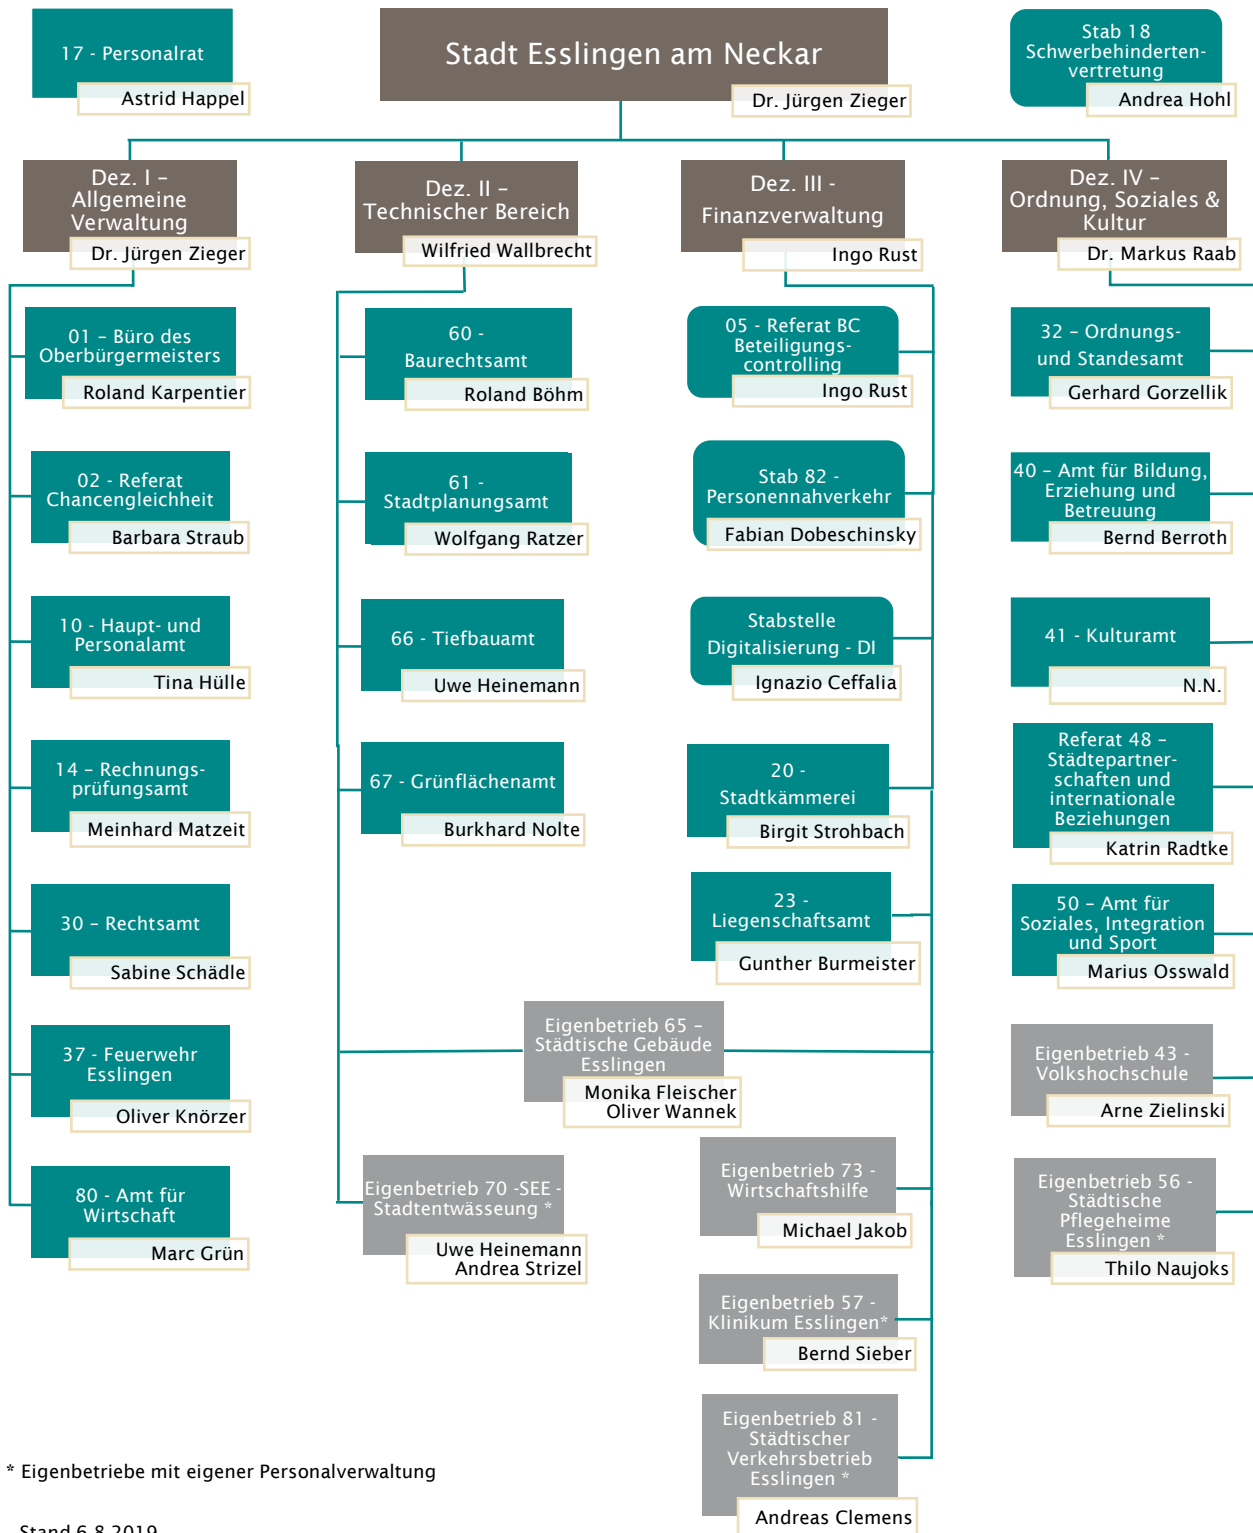 17 - Personalrat
Astrid Happel
Stadt Esslingen am Neckar
Dr. Jürgen Zieger
Stab 18
Schwerbehinderten-
vertretung
Andrea Hohl
Dez. I –
Allgemeine
Verwaltung
Dr. Jürgen Zieger
Dez. II –
Technischer Bereich
Wilfried Wallbrecht
Dez. III -
Finanzverwaltung
Ingo Rust
Dez. IV –
Ordnung, Soziales &
Kultur
Dr. Markus Raab
01 – Büro des
Oberbürgermeisters
Roland Karpentier
02 - Referat
Chancengleichheit
Barbara Straub
10 - Haupt- und
Personalamt
Tina Hülle
14 – Rechnungs-
prüfungsamt
Meinhard Matzeit
30 – Rechtsamt
Sabine Schädle
37 - Feuerwehr
Esslingen
Oliver Knörzer
80 - Amt für
Wirtschaft
Marc Grün
60 -
Baurechtsamt
Roland Böhm
61 -
Stadtplanungsamt
Wolfgang Ratzer
66 - Tiefbauamt
Uwe Heinemann
67 - Grünflächenamt
Burkhard Nolte
Eigenbetrieb 65 –
Städtische Gebäude
Esslingen
Monika Fleischer
Oliver Wannek
Eigenbetrieb 70 -SEE -
Stadtentwässeung *
Uwe Heinemann
Andrea Strizel
05 - Referat BC
Beteiligungs-
controlling
Ingo Rust
Stab 82 -
Personennahverkehr
Fabian Dobeschinsky
Stabstelle
Digitalisierung - DI
Ignazio Ceffalia
20 -
Stadtkämmerei
Birgit Strohbach
23 -
Liegenschaftsamt
Gunther Burmeister
Eigenbetrieb 73 -
Wirtschaftshilfe
Michael Jakob
Eigenbetrieb 57 -
Klinikum Esslingen*
Bernd Sieber
Eigenbetrieb 81 -
Städtischer
Verkehrsbetrieb
Esslingen *
Andreas Clemens
32 – Ordnungs-
und Standesamt
Gerhard Gorzellik
40 – Amt für Bildung,
Erziehung und
Betreuung
Bernd Berroth
41 - Kulturamt
N.N.
Referat 48 –
Städtepartner-
schaften und
internationale
Beziehungen
Katrin Radtke
50 – Amt für
Soziales, Integration
und Sport
Marius Osswald
Eigenbetrieb 43 -
Volkshochschule
Arne Zielinski
Eigenbetrieb 56 -
Städtische
Pflegeheime
Esslingen *
Thilo Naujoks
* Eigenbetriebe mit eigener Personalverwaltung
Stand 6.8.2019